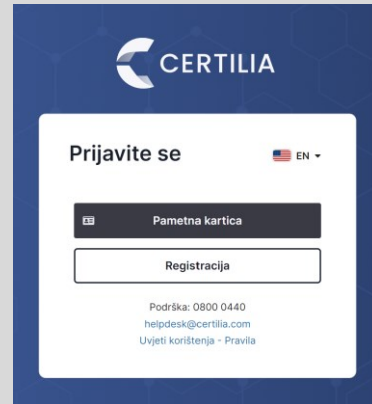 CERTILIA
Prijavite se
EN
Pametna kartica
Registracija
Podrška: 0800 0440
helpdesk@certilia.com
Uvjeti korištenja - Pravila